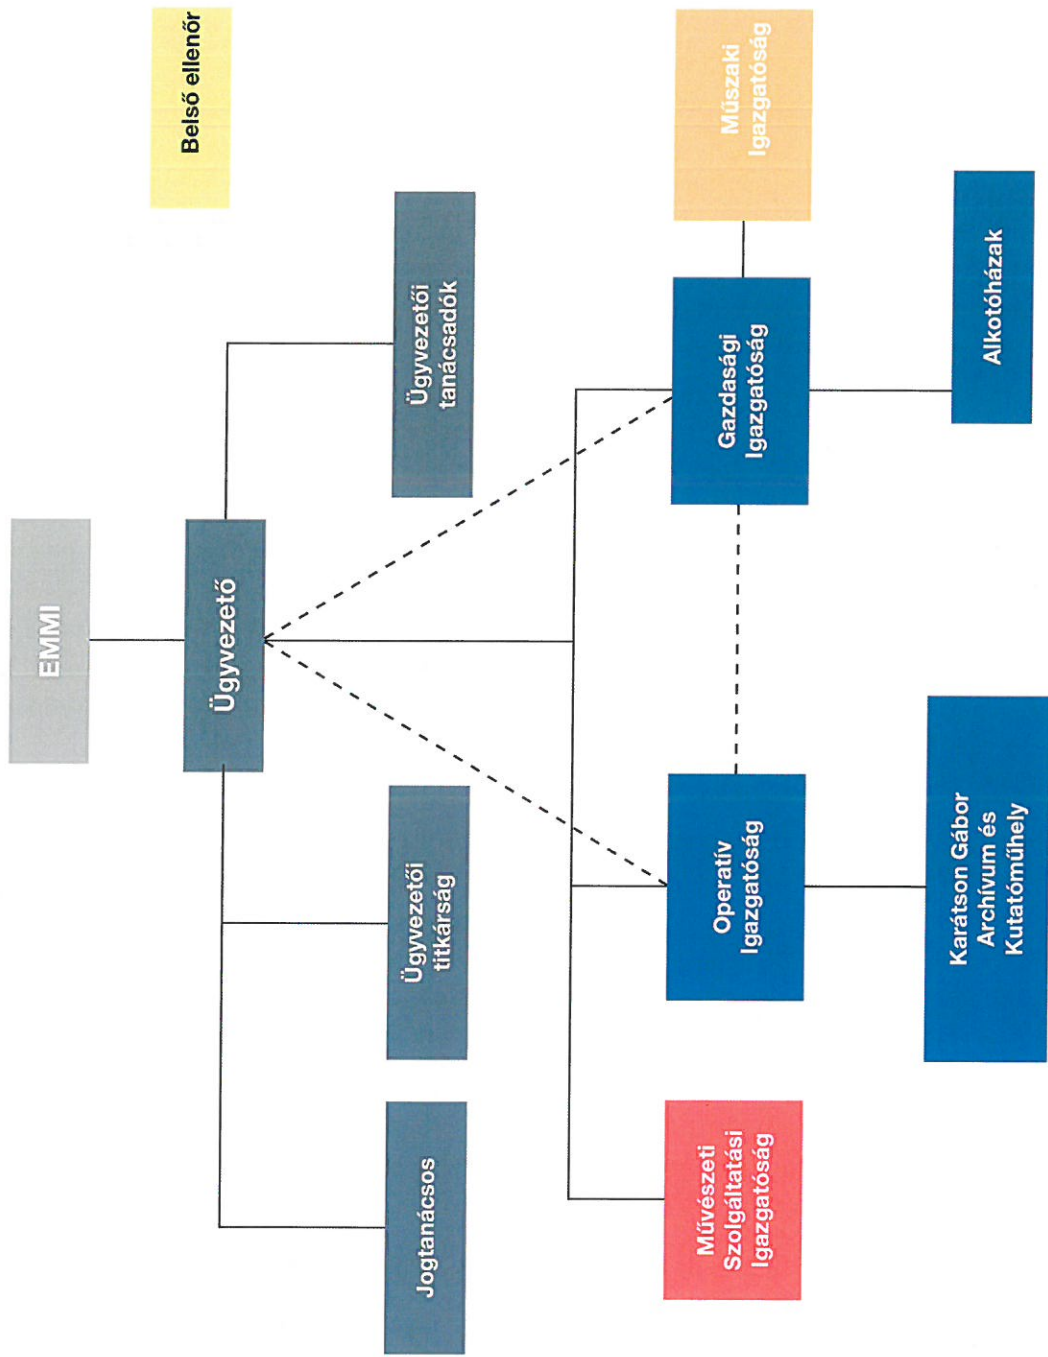 EMMI
Belső ellenőr
Ügyvezető
Jogtanácsos
Ügyvezetői
titkárság
Ügyvezetői
tanácsadók
Művészeti
Szolgáltatási
Igazgatóság
Operatív
Igazgatóság
Gazdasági
Igazgatóság
Műszaki
Igazgatóság
Karátson Gábor
Archívum és
Kutatóműhely
Alkotóházak